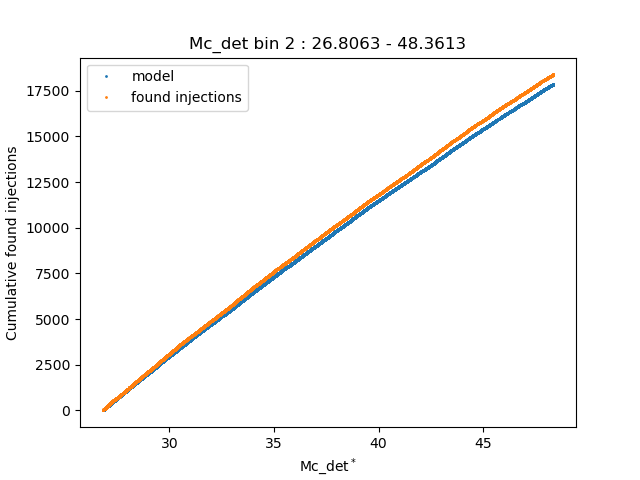 Mc_det bin 2 : 26.8063 - 48.3613
model
found injections
17500
15000
12500
10000
7500
5000
2500
0
Cumulative found injections
30 35 40 45
Mc_det*